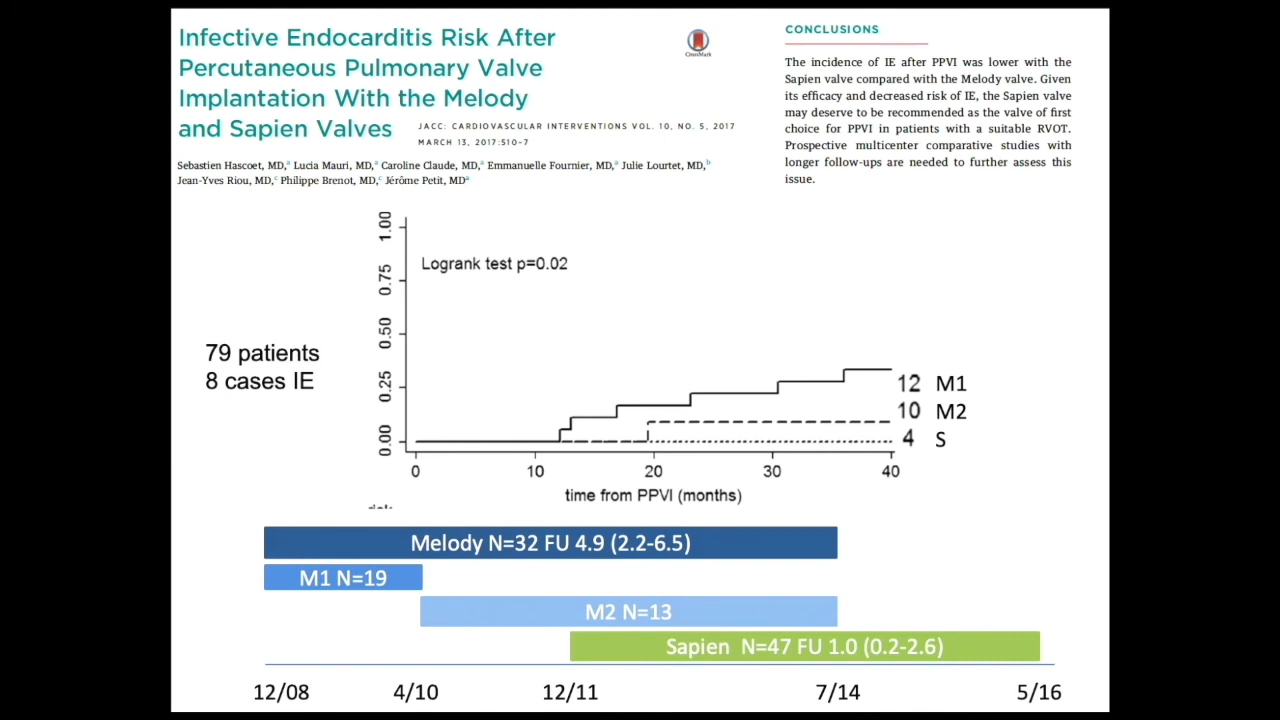 Infective Endocarditis Risk After
Percutaneous Pulmonary Valve
Implantation With the Melody
and Sapien Valves
JACC: CARDIOVASCULAR INTERVENTIONS VOL. 10, NO. 5, 2017
MARCH 13, 2017:510–7
CrossMark
Sebastien Hascoet, MD,a Lucia Mauri, MD,a Caroline Claude, MD,a Emmanuelle Fournier, MD,a Julie Lourtet, MD,b
Jean-Yves Riou, MD,c Philippe Brenot, MD,c Jérôme Petit, MDa
CONCLUSIONS
The incidence of IE after PPVI was lower with the
Sapien valve compared with the Melody valve. Given
its efficacy and decreased risk of IE, the Sapien valve
may deserve to be recommended as the valve of first
choice for PPVI in patients with a suitable RVOT.
Prospective multicenter comparative studies with
longer follow-ups are needed to further assess this
issue.
79 patients
8 cases IE
1.00
0.75
0.50
0.25
0.00
Logrank test p=0.02
12 M1
10 M2
4 S
0 10 20 30 40
time from PPVI (months)
Melody N=32 FU 4.9 (2.2-6.5)
M1 N=19
M2 N=13
Sapien N=47 FU 1.0 (0.2-2.6)
12/08 4/10 12/11 7/14 5/16